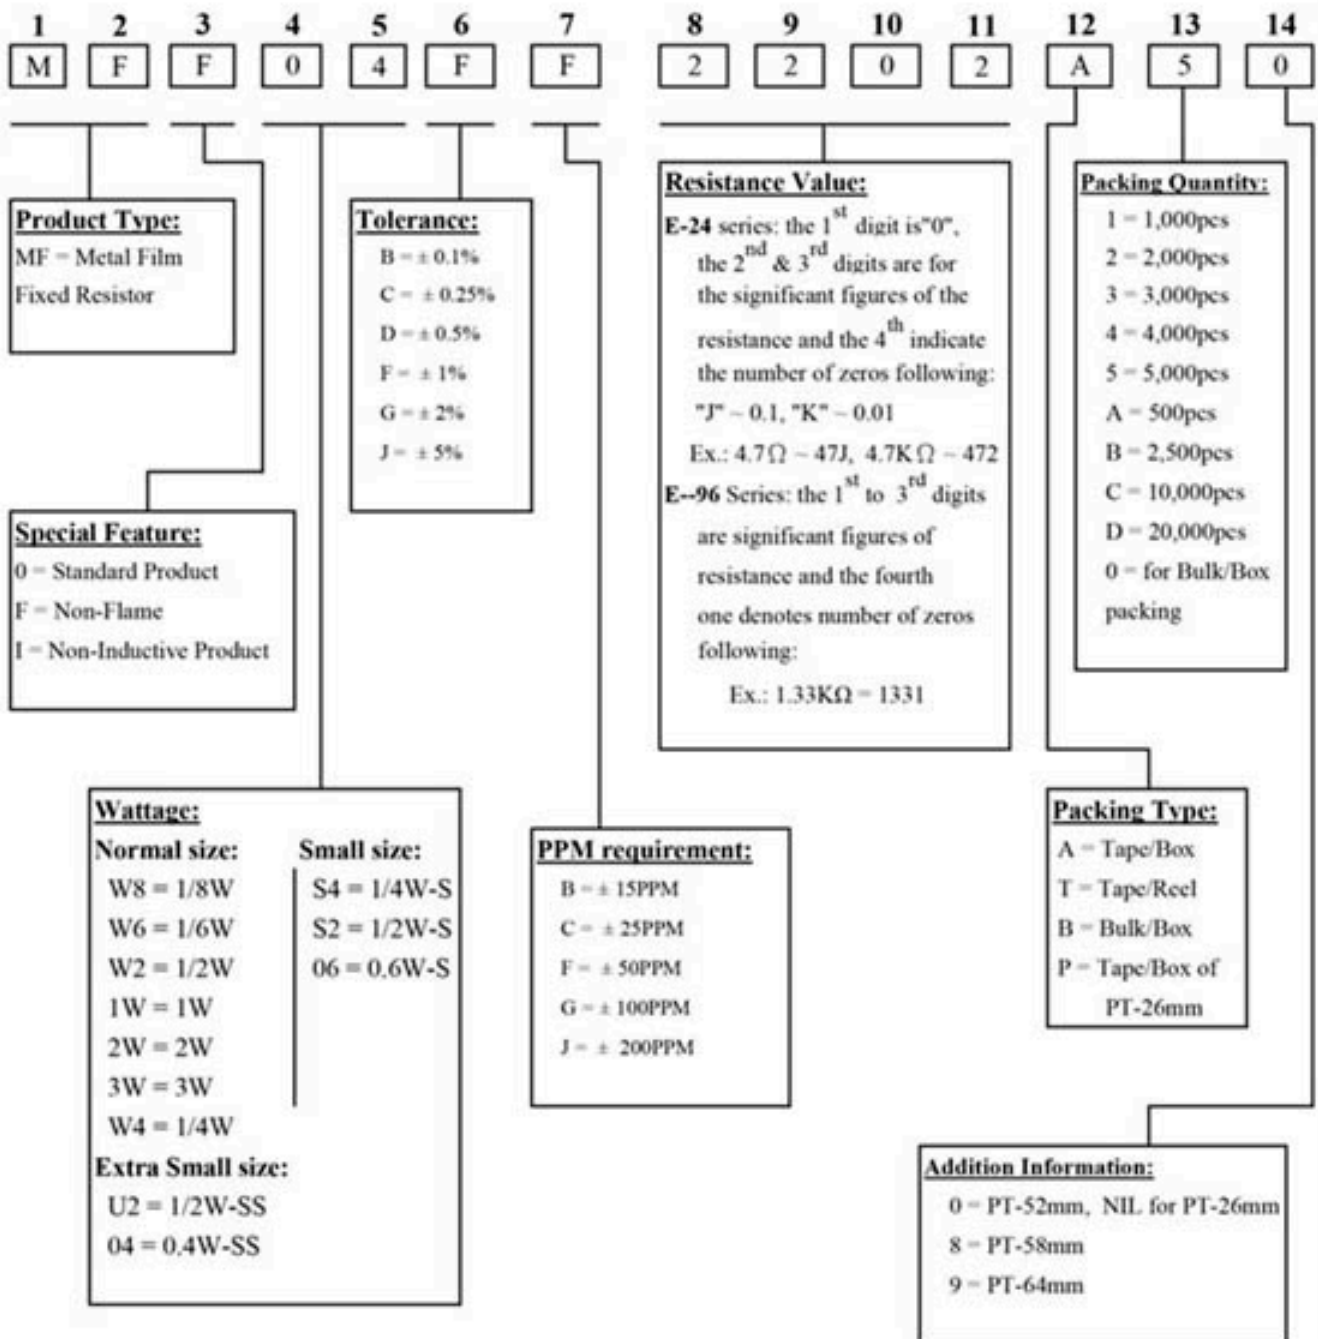 1 2 3 4 5 6 7 8 9 10 11 12 13 14
M F F 0 4 F F 2 2 0 2 A 5 0
Product Type:
MF = Metal Film
Fixed Resistor
Tolerance:
B = ± 0.1%
C = ± 0.25%
D = ± 0.5%
F = ± 1%
G = ± 2%
J = ± 5%
Resistance Value:
E-24 series: the 1st digit is"0",
the 2nd & 3rd digits are for
the significant figures of the
resistance and the 4th indicate
the number of zeros following:
"J" ~ 0.1, "K" ~ 0.01
Ex.: 4.7Ω ~ 47J, 4.7KΩ ~ 472
E--96 Series: the 1st to 3rd digits
are significant figures of
resistance and the fourth
one denotes number of zeros
following:
Ex.: 1.33KΩ = 1331
Packing Quantity:
1 = 1,000pcs
2 = 2,000pcs
3 = 3,000pcs
4 = 4,000pcs
5 = 5,000pcs
A = 500pcs
B = 2,500pcs
C = 10,000pcs
D = 20,000pcs
0 = for Bulk/Box
packing
Special Feature:
0 = Standard Product
F = Non-Flame
I = Non-Inductive Product
Wattage:
Normal size: Small size:
W8 = 1/8W S4 = 1/4W-S
W6 = 1/6W S2 = 1/2W-S
W2 = 1/2W 06 = 0.6W-S
1W = 1W
2W = 2W
3W = 3W
W4 = 1/4W
Extra Small size:
U2 = 1/2W-SS
04 = 0.4W-SS
PPM requirement:
B = ± 15PPM
C = ± 25PPM
F = ± 50PPM
G = ± 100PPM
J = ± 200PPM
Packing Type:
A = Tape/Box
T = Tape/Reel
B = Bulk/Box
P = Tape/Box of
PT-26mm
Addition Information:
0 = PT-52mm, NIL for PT-26mm
8 = PT-58mm
9 = PT-64mm